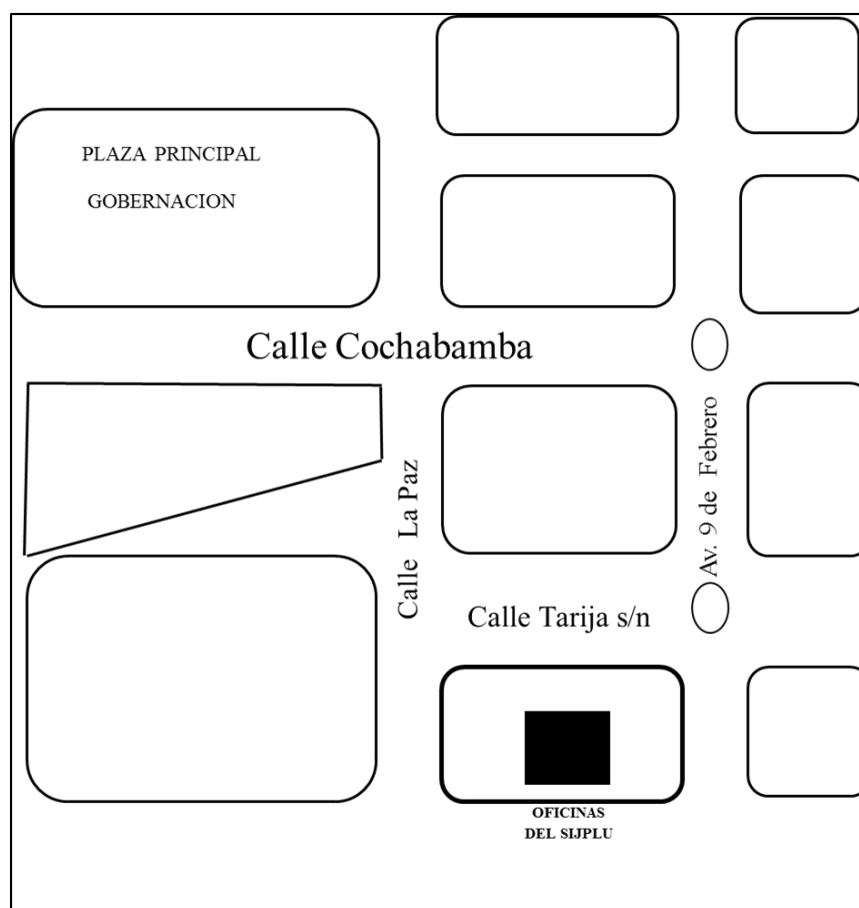 PLAZA PRINCIPAL
GOBERNACION
Calle Cochabamba
Av. 9 de Febrero
Calle La Paz
Calle Tarija s/n
OFICINAS
DEL SIJPLU